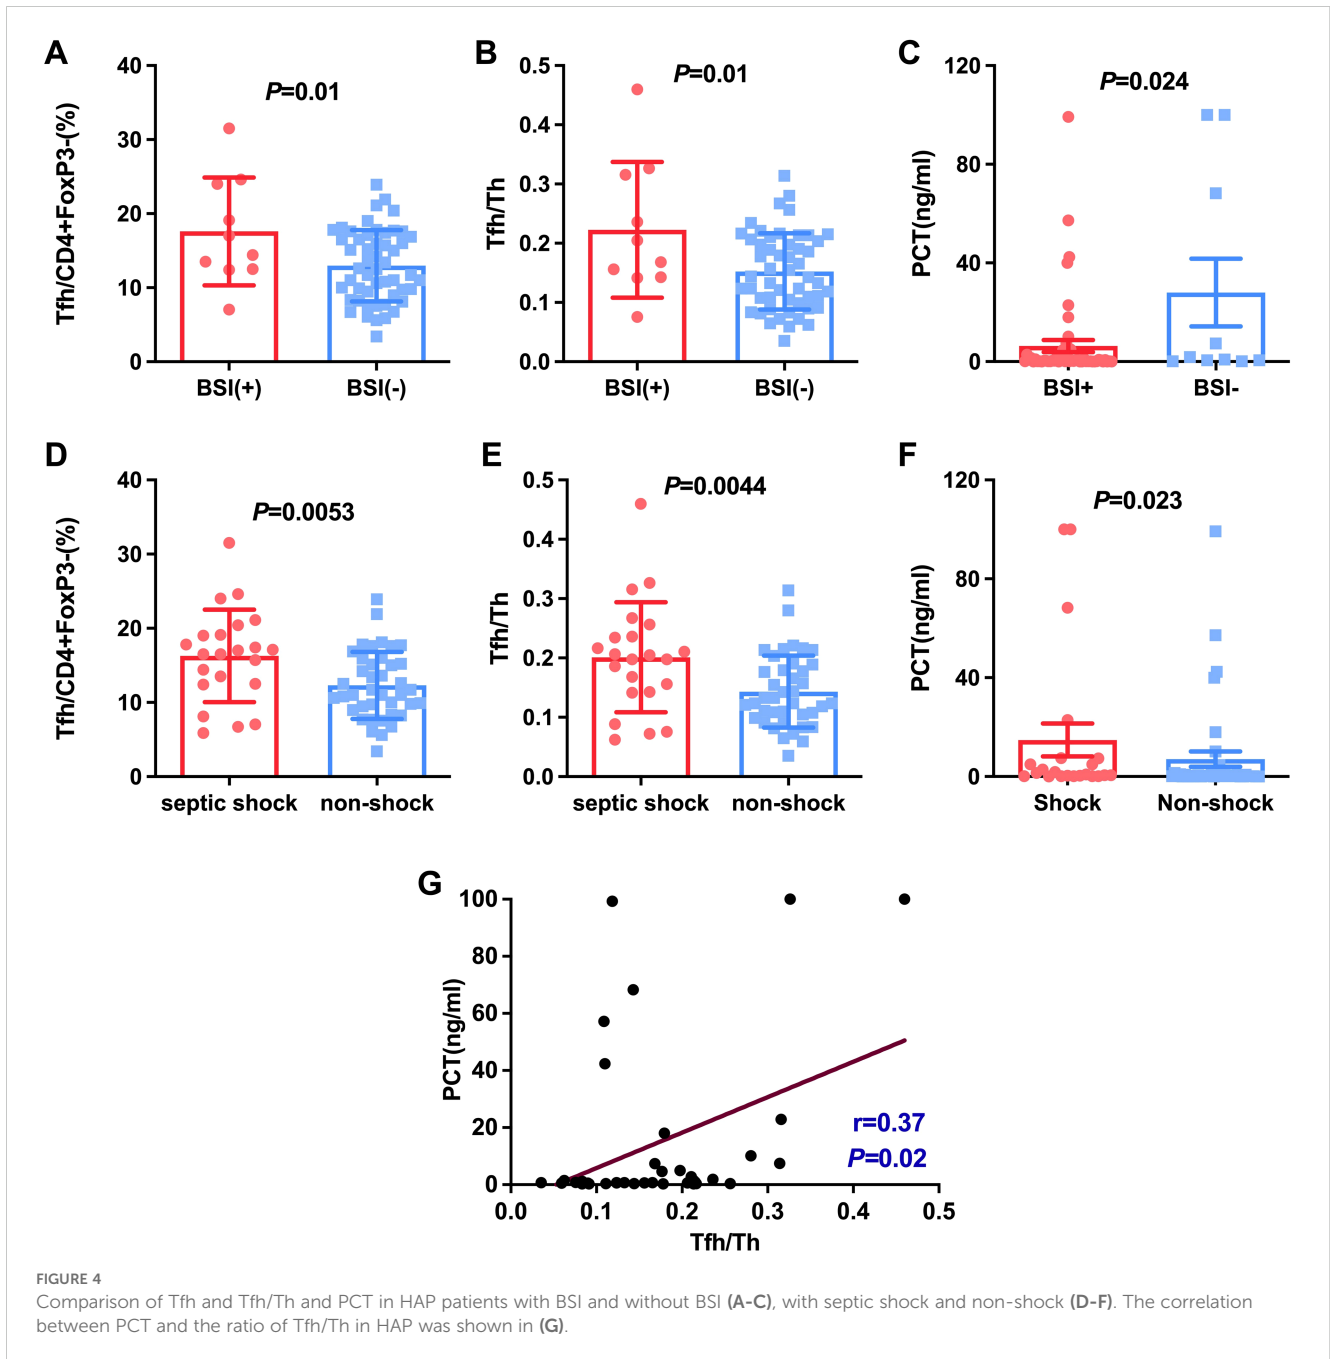 A
P=0.01
Tfh/CD4+FoxP3-(%)
40
30
20
10
0
BSI(+)
BSI(-)
B
P=0.01
Tfh/Th
0.5
0.4
0.3
0.2
0.1
0.0
BSI(+)
BSI(-)
C
P=0.024
PCT(ng/ml)
120
80
40
0
BSI+
BSI-
D
P=0.0053
Tfh/CD4+FoxP3-(%)
40
30
20
10
0
septic shock
non-shock
E
P=0.0044
Tfh/Th
0.5
0.4
0.3
0.2
0.1
0.0
septic shock
non-shock
F
P=0.023
PCT(ng/ml)
120
80
40
0
Shock
Non-shock
G
PCT(ng/ml)
100
80
60
40
20
0
r=0.37
P=0.02
0.0
0.1
0.2
0.3
0.4
0.5
Tfh/Th
FIGURE 4
Comparison of Tfh and Tfh/Th and PCT in HAP patients with BSI and without BSI (A-C), with septic shock and non-shock (D-F). The correlation
between PCT and the ratio of Tfh/Th in HAP was shown in (G).